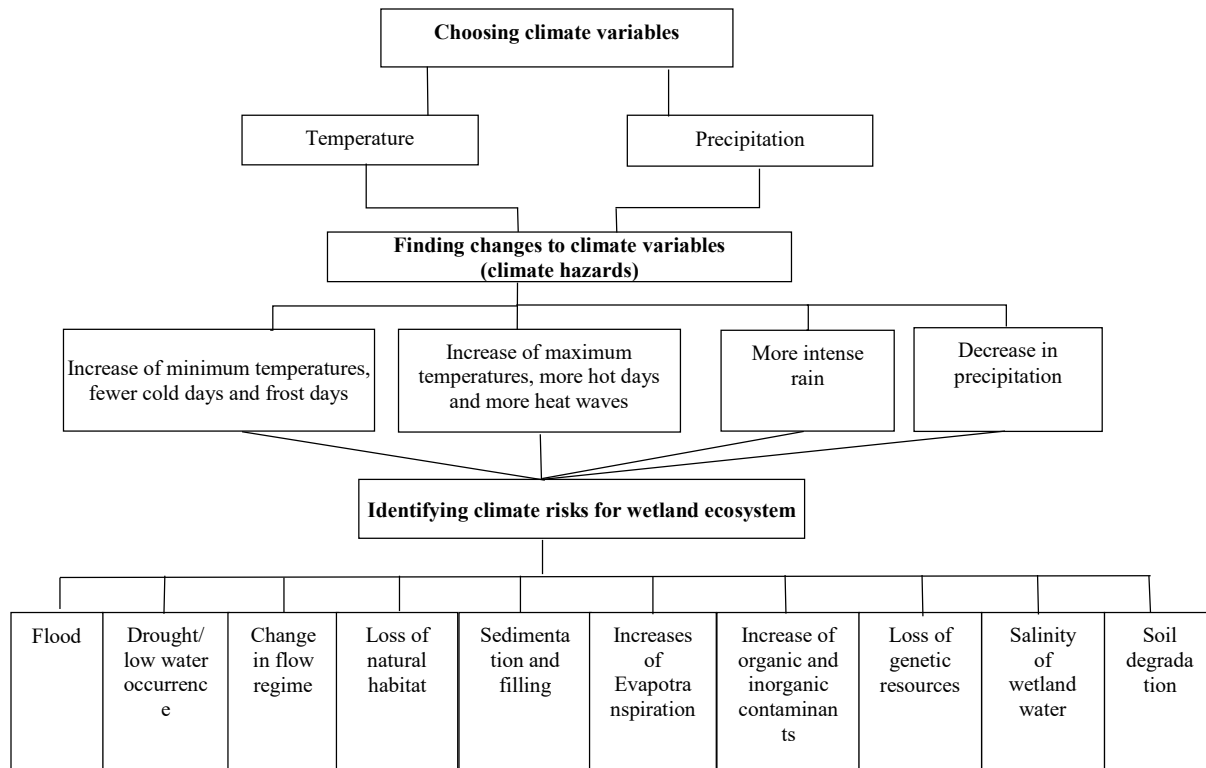 Choosing climate variables
Temperature
Precipitation
Finding changes to climate variables
(climate hazards)
Increase of minimum temperatures,
fewer cold days and frost days
Increase of maximum
temperatures, more hot days
and more heat waves
More intense
rain
Decrease in
precipitation
Identifying climate risks for wetland ecosystem
Flood
Drought/
low water
occurrenc
e
Change
in flow
regime
Loss of
natural
habitat
Sedimenta
tion and
filling
Increases
of
Evapotra
nspiration
Increase of
organic and
inorganic
contaminan
ts
Loss of
genetic
resources
Salinity
of
wetland
water
Soil
degrada
tion